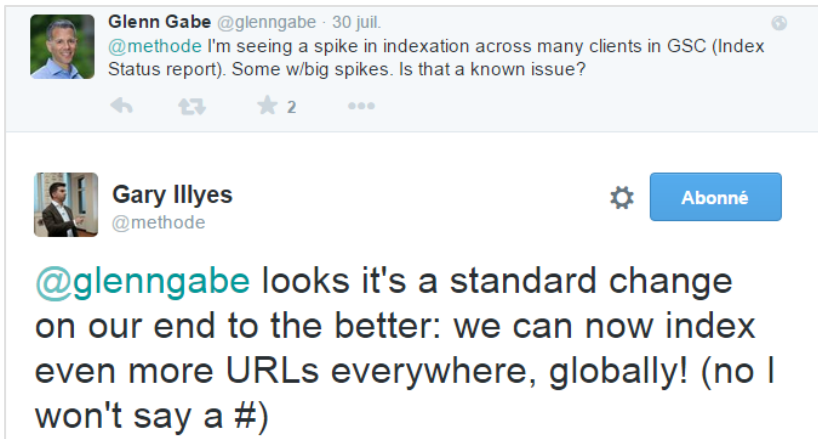 Glenn Gabe @glenngabe · 30 juil.
@methode I'm seeing a spike in indexation across many clients in GSC (Index
Status report). Some w/big spikes. Is that a known issue?
2
Gary Illyes
@methode
Abonné
@glenngabe looks it's a standard change
on our end to the better: we can now index
even more URLs everywhere, globally! (no I
won't say a #)